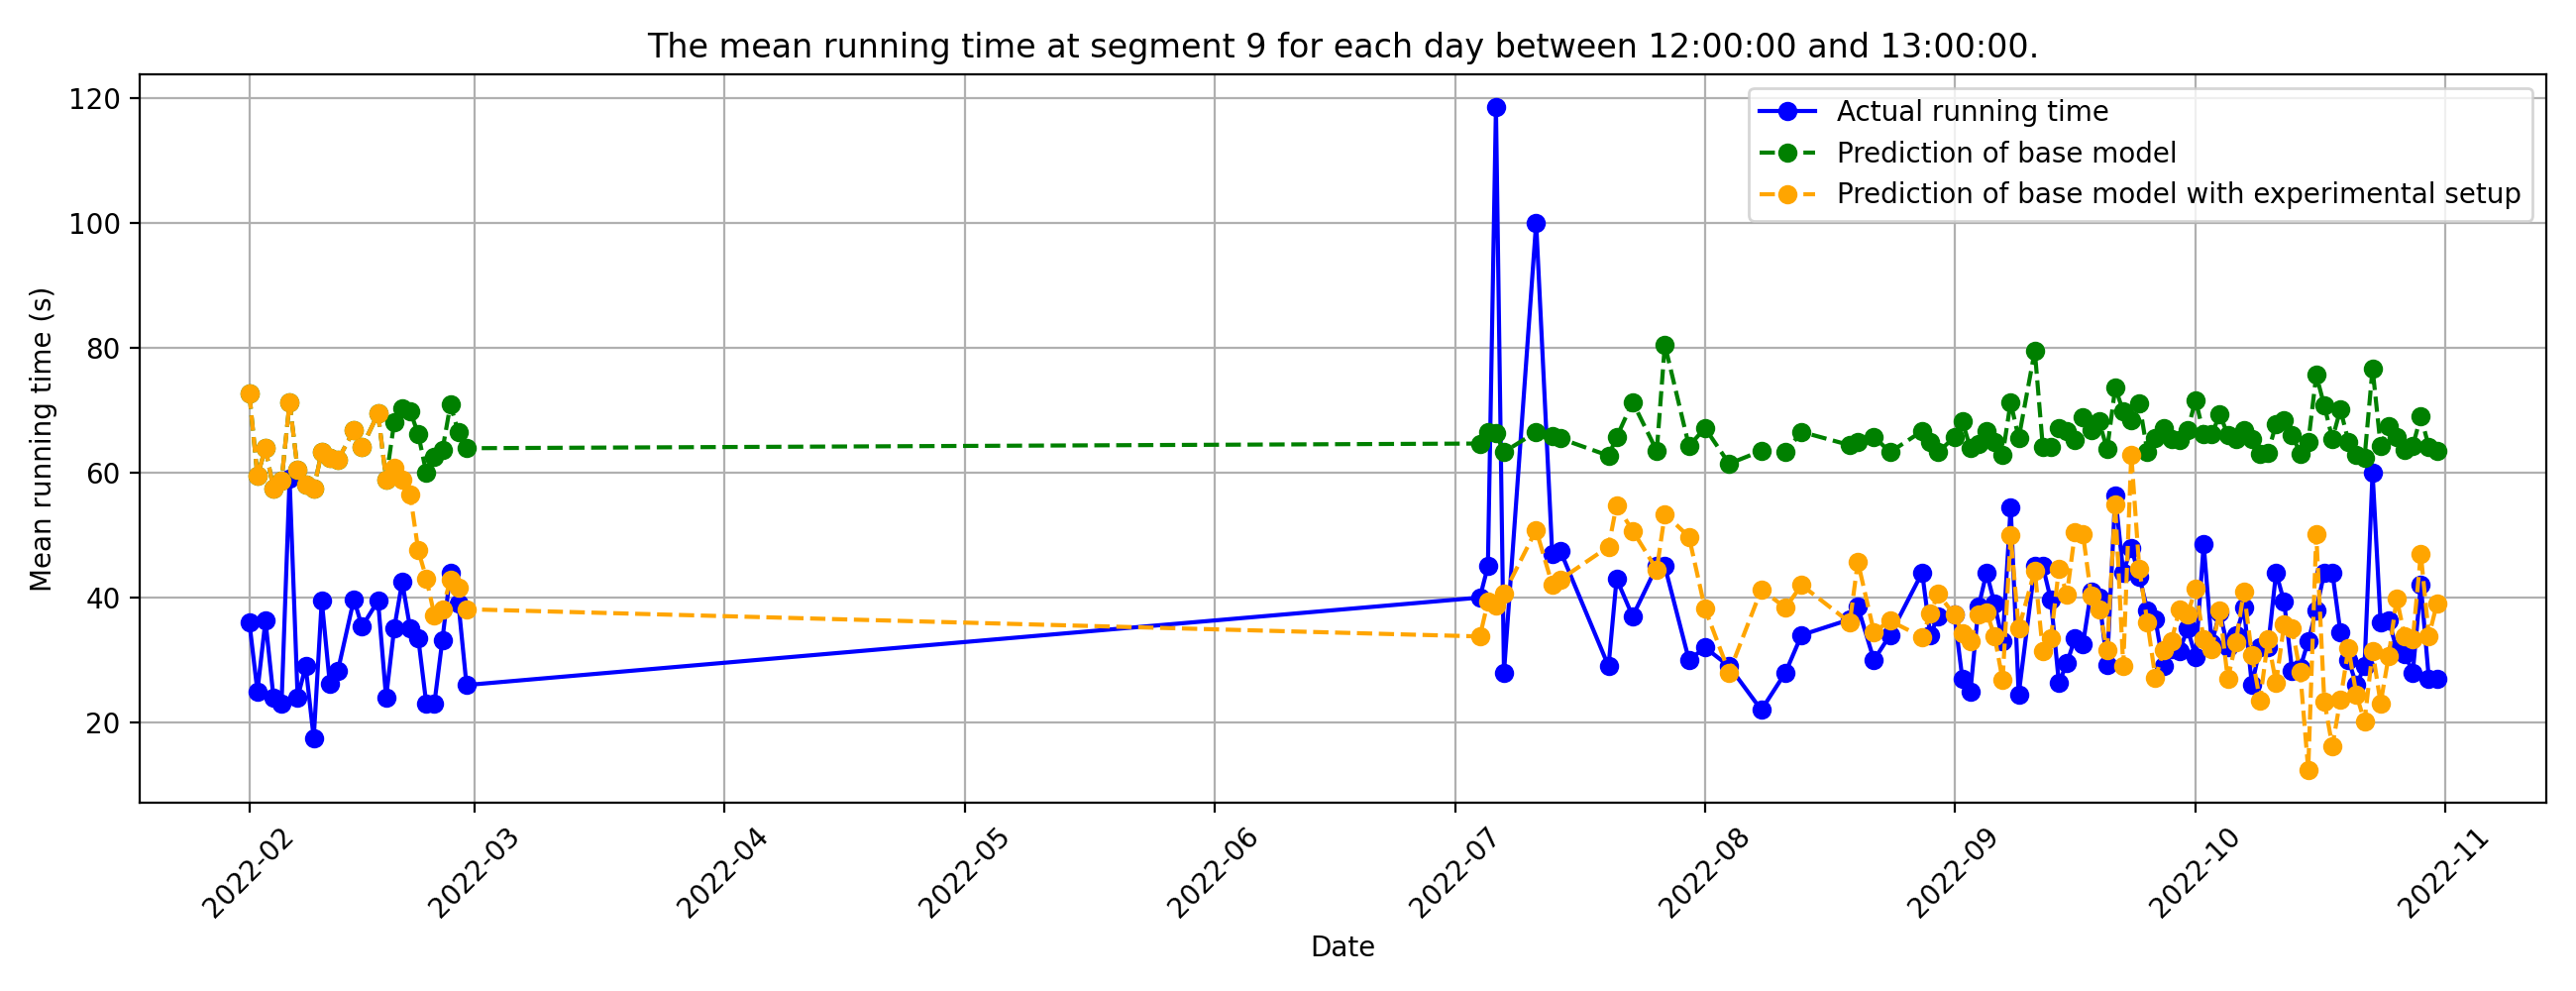 The mean running time at segment 9 for each day between 12:00:00 and 13:00:00.
120
100
80
60
40
20
Mean running time (s)
Actual running time
Prediction of base model
Prediction of base model with experimental setup
2022-02
2022-03
2022-04
2022-05
2022-06
2022-07
2022-08
2022-09
2022-10
2022-11
Date